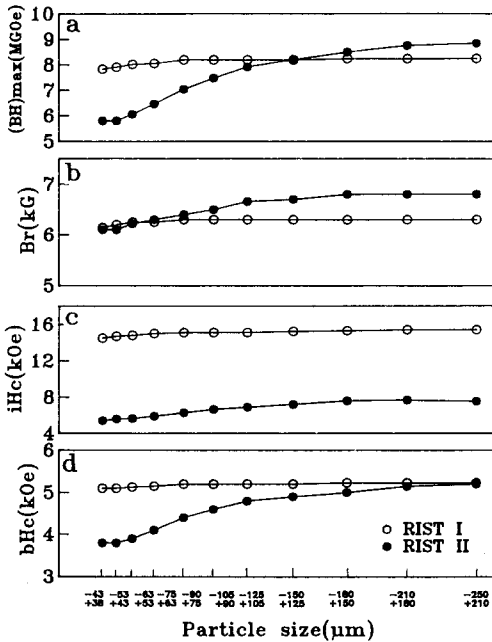 a
10
9
8
7
6
5
(BH)max(MGOe)
b
7
6
5
Br(kG)
c
16
12
8
4
iHc(kOe)
d
6
5
4
3
bHc(kOe)
RIST I
RIST II
-43 -53 -63 -75 -90 -105 -150 -180 -210 -250
+38 +43 +53 +63 +75 +105 +125 +150 +180 +210
Particle size(μm)